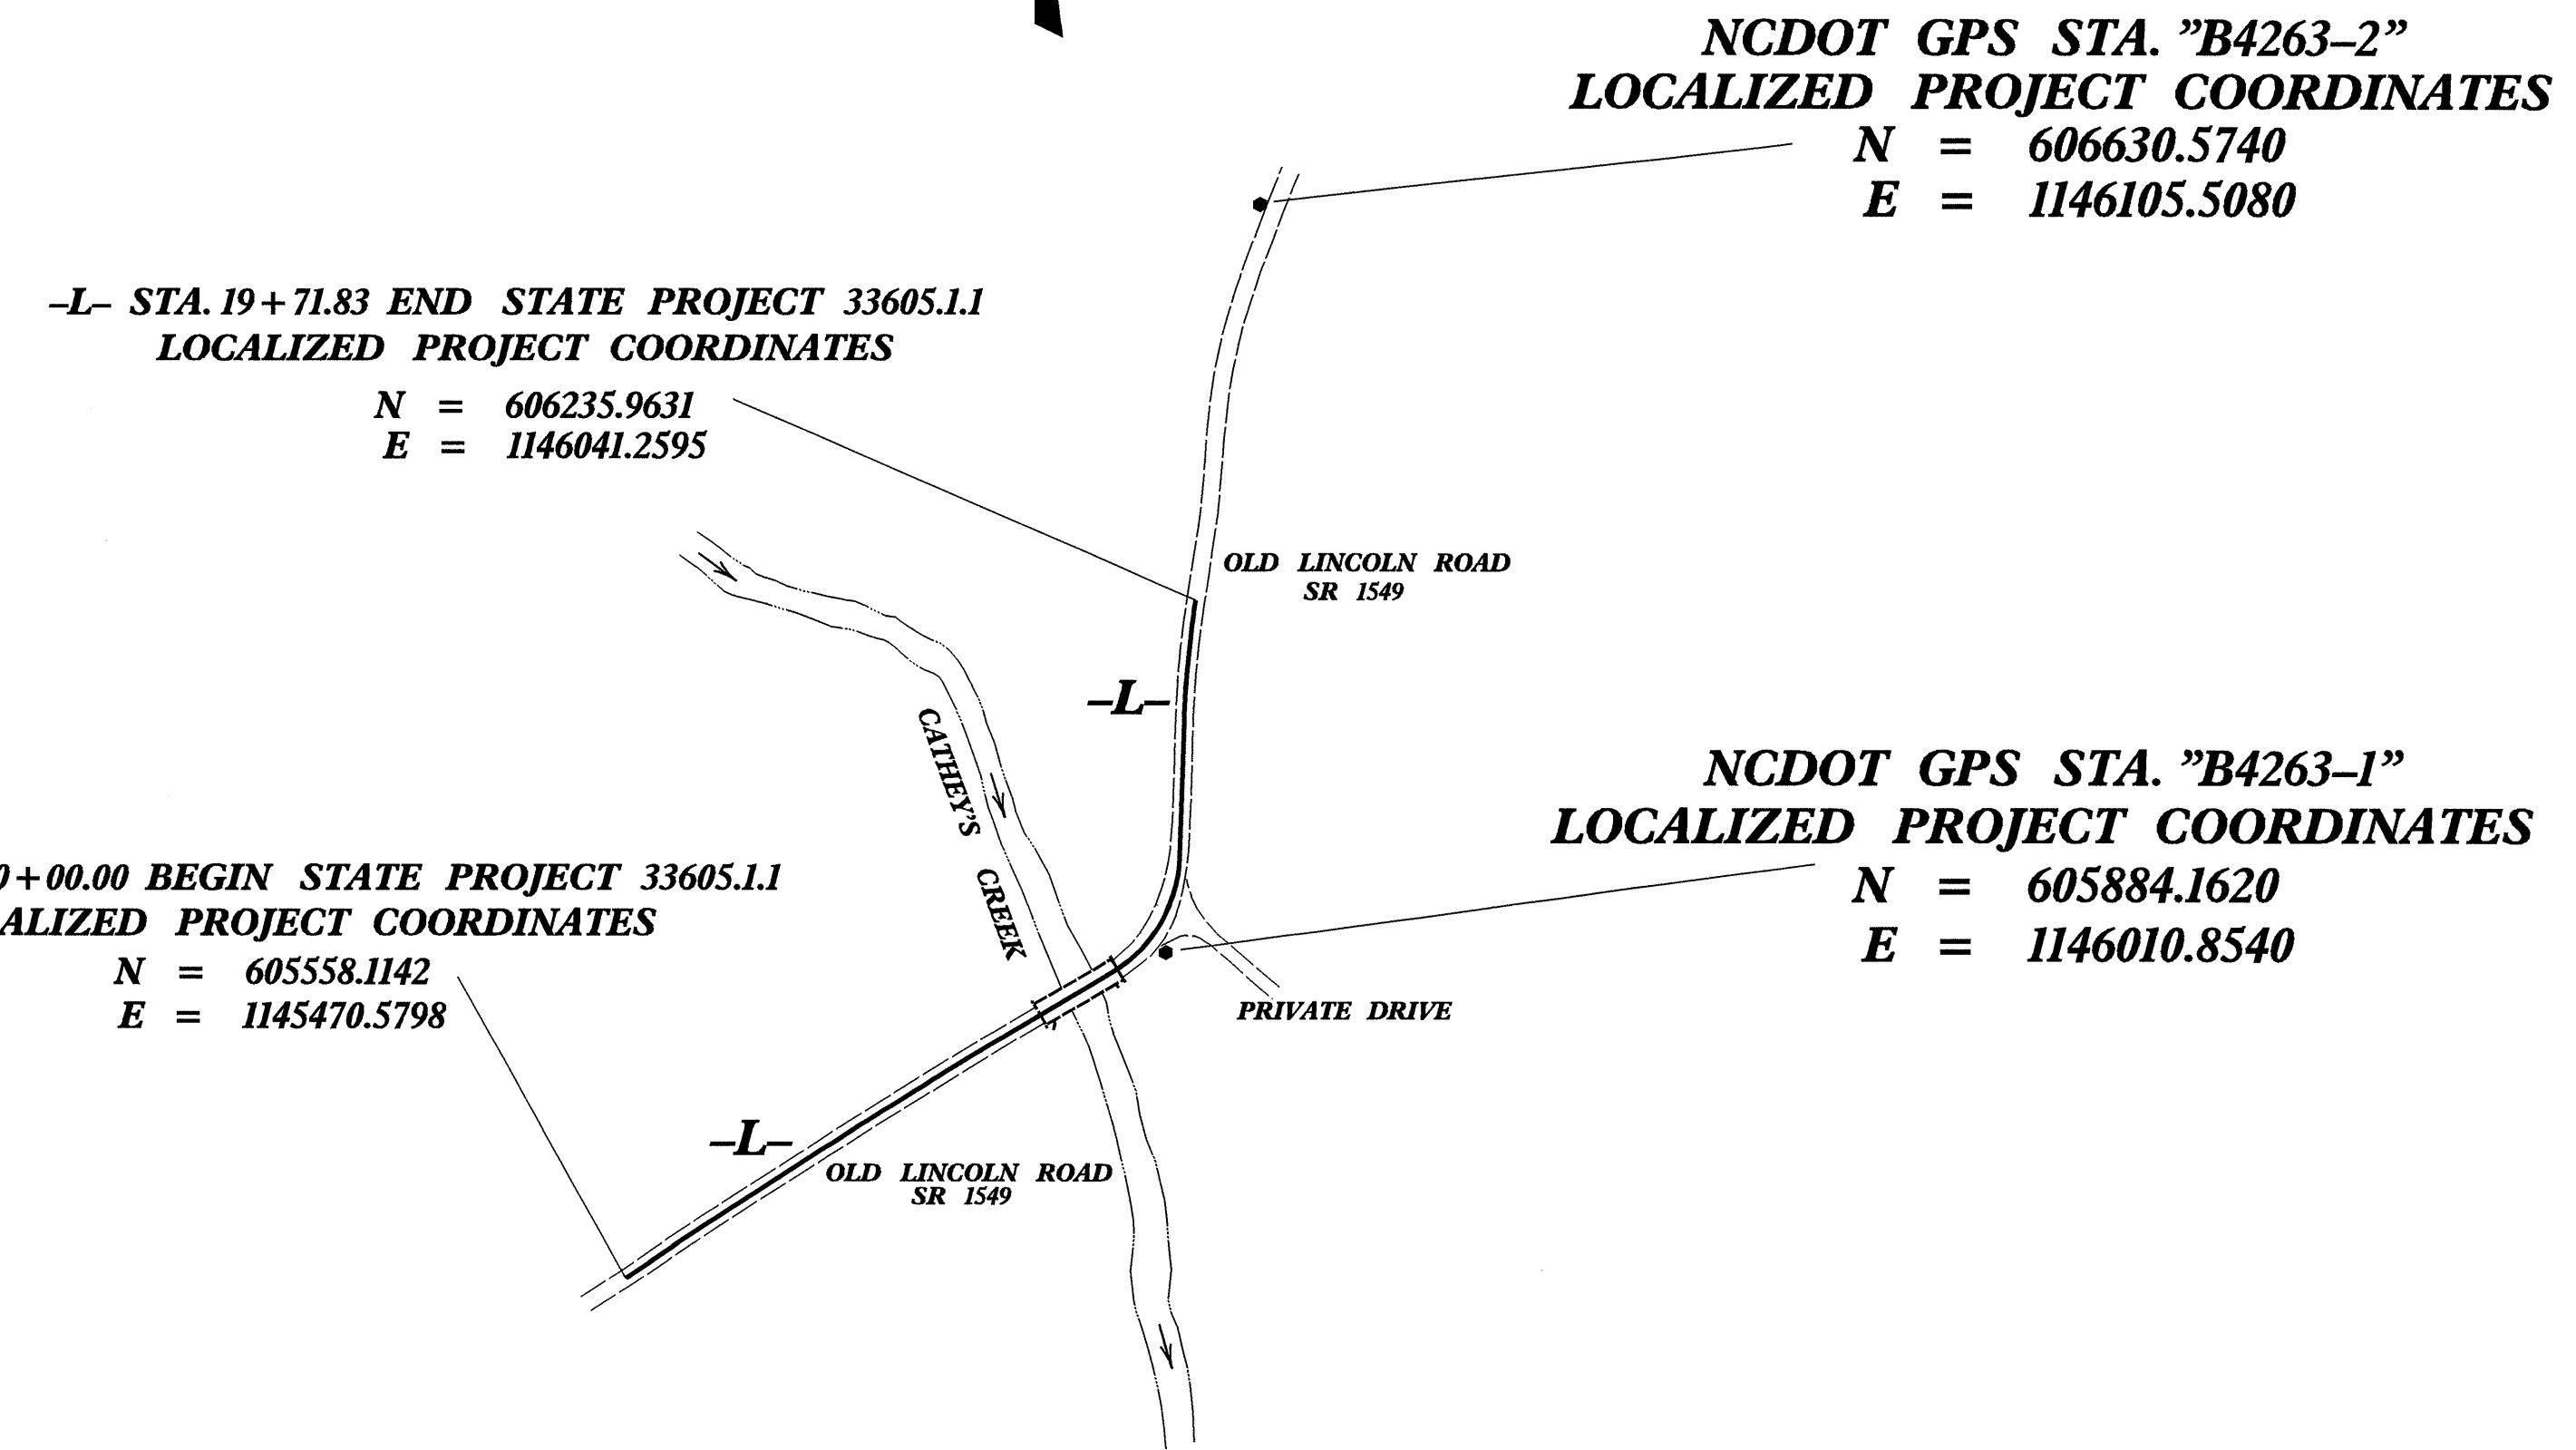 NCDOT GPS STA. ”B4263–2”
LOCALIZED PROJECT COORDINATES
N = 606630.5740
E = 1146105.5080
–L– STA. 19+71.83 END STATE PROJECT 33605.1.1
LOCALIZED PROJECT COORDINATES
N = 606235.9631
E = 1146041.2595
OLD LINCOLN ROAD
SR 1549
–L–
CATHEY'S CREEK
NCDOT GPS STA. ”B4263–1”
LOCALIZED PROJECT COORDINATES
N = 605884.1620
E = 1146010.8540
0+00.00 BEGIN STATE PROJECT 33605.1.1
ALIZED PROJECT COORDINATES
N = 605558.1142
E = 1145470.5798
PRIVATE DRIVE
–L–
OLD LINCOLN ROAD
SR 1549